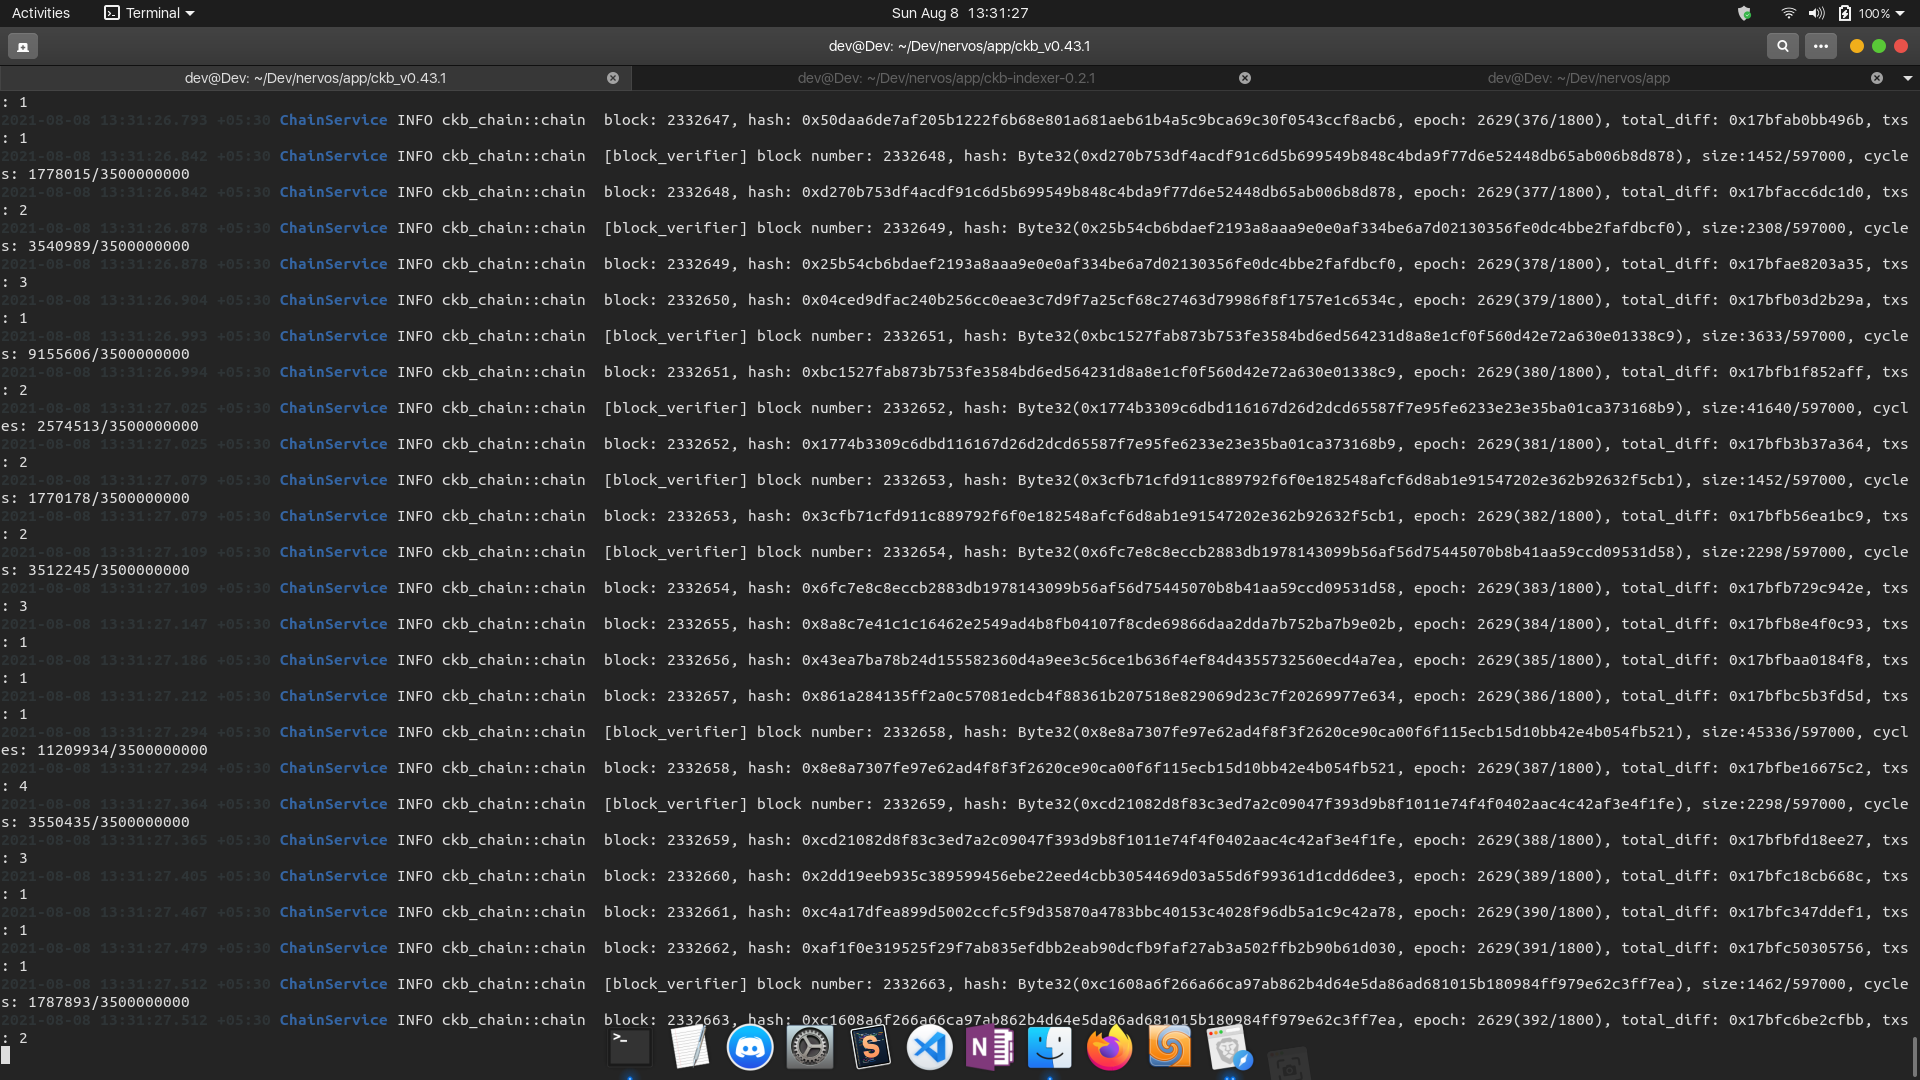 Activities
Terminal
Sun Aug 8 13:31:27
100%
dev@Dev: ~/Dev/nervos/app/ckb_v0.43.1
dev@Dev: ~/Dev/nervos/app/ckb_v0.43.1
dev@Dev: ~/Dev/nervos/app/ckb-indexer-0.2.1
dev@Dev: ~/Dev/nervos/app
: 1
2021-08-08 13:31:26.793 +05:30 ChainService INFO ckb_chain::chain  block: 2332647, hash: 0x50daa6de7af205b1222f6b68e801a681aeb61b4a5c9bca69c30f0543ccf8acb6, epoch: 2629(376/1800), total_diff: 0x17bfab0bb496b, txs
: 1
2021-08-08 13:31:26.842 +05:30 ChainService INFO ckb_chain::chain  [block_verifier] block number: 2332648, hash: Byte32(0xd270b753df4acdf91c6d5b699549b848c4bda9f77d6e52448db65ab006b8d878), size:1452/597000, cycle
s: 1778015/3500000000
2021-08-08 13:31:26.842 +05:30 ChainService INFO ckb_chain::chain  block: 2332648, hash: 0xd270b753df4acdf91c6d5b699549b848c4bda9f77d6e52448db65ab006b8d878, epoch: 2629(377/1800), total_diff: 0x17bfacc6dc1d0, txs
: 2
2021-08-08 13:31:26.878 +05:30 ChainService INFO ckb_chain::chain  [block_verifier] block number: 2332649, hash: Byte32(0x25b54cb6bdaef2193a8aaa9e0e0af334be6a7d02130356fe0dc4bbe2fafdbcf0), size:2308/597000, cycle
s: 3540989/3500000000
2021-08-08 13:31:26.878 +05:30 ChainService INFO ckb_chain::chain  block: 2332649, hash: 0x25b54cb6bdaef2193a8aaa9e0e0af334be6a7d02130356fe0dc4bbe2fafdbcf0, epoch: 2629(378/1800), total_diff: 0x17bfae8203a35, txs
: 3
2021-08-08 13:31:26.904 +05:30 ChainService INFO ckb_chain::chain  block: 2332650, hash: 0x04ced9dfac240b256cc0eae3c7d9f7a25cf68c27463d79986f8f1757e1c6534c, epoch: 2629(379/1800), total_diff: 0x17bfb03d2b29a, txs
: 1
2021-08-08 13:31:26.993 +05:30 ChainService INFO ckb_chain::chain  [block_verifier] block number: 2332651, hash: Byte32(0xbc1527fab873b753fe3584bd6ed564231d8a8e1cf0f560d42e72a630e01338c9), size:3633/597000, cycle
s: 9155606/3500000000
2021-08-08 13:31:26.994 +05:30 ChainService INFO ckb_chain::chain  block: 2332651, hash: 0xbc1527fab873b753fe3584bd6ed564231d8a8e1cf0f560d42e72a630e01338c9, epoch: 2629(380/1800), total_diff: 0x17bfb1f852aff, txs
: 2
2021-08-08 13:31:27.025 +05:30 ChainService INFO ckb_chain::chain  [block_verifier] block number: 2332652, hash: Byte32(0x1774b3309c6dbd116167d26d2dcd65587f7e95fe6233e23e35ba01ca373168b9), size:41640/597000, cycl
es: 2574513/3500000000
2021-08-08 13:31:27.025 +05:30 ChainService INFO ckb_chain::chain  block: 2332652, hash: 0x1774b3309c6dbd116167d26d2dcd65587f7e95fe6233e23e35ba01ca373168b9, epoch: 2629(381/1800), total_diff: 0x17bfb3b37a364, txs
: 2
2021-08-08 13:31:27.079 +05:30 ChainService INFO ckb_chain::chain  [block_verifier] block number: 2332653, hash: Byte32(0x3cfb71cfd911c889792f6f0e182548afcf6d8ab1e91547202e362b92632f5cb1), size:1452/597000, cycle
s: 1770178/3500000000
2021-08-08 13:31:27.079 +05:30 ChainService INFO ckb_chain::chain  block: 2332653, hash: 0x3cfb71cfd911c889792f6f0e182548afcf6d8ab1e91547202e362b92632f5cb1, epoch: 2629(382/1800), total_diff: 0x17bfb56ea1bc9, txs
: 2
2021-08-08 13:31:27.109 +05:30 ChainService INFO ckb_chain::chain  [block_verifier] block number: 2332654, hash: Byte32(0x6fc7e8c8eccb2883db1978143099b56af56d75445070b8b41aa59ccd09531d58), size:2298/597000, cycle
s: 3512245/3500000000
2021-08-08 13:31:27.109 +05:30 ChainService INFO ckb_chain::chain  block: 2332654, hash: 0x6fc7e8c8eccb2883db1978143099b56af56d75445070b8b41aa59ccd09531d58, epoch: 2629(383/1800), total_diff: 0x17bfb729c942e, txs
: 3
2021-08-08 13:31:27.147 +05:30 ChainService INFO ckb_chain::chain  block: 2332655, hash: 0x8a8c7e41c1c16462e2549ad4b8fb04107f8cde69866daa2dda7b752ba7b9e02b, epoch: 2629(384/1800), total_diff: 0x17bfb8e4f0c93, txs
: 1
2021-08-08 13:31:27.186 +05:30 ChainService INFO ckb_chain::chain  block: 2332656, hash: 0x43ea7ba78b24d155582360d4a9ee3c56ce1b636f4ef84d4355732560ecd4a7ea, epoch: 2629(385/1800), total_diff: 0x17bfbaa0184f8, txs
: 1
2021-08-08 13:31:27.212 +05:30 ChainService INFO ckb_chain::chain  block: 2332657, hash: 0x861a284135ff2a0c57081edcb4f88361b207518e829069d23c7f20269977e634, epoch: 2629(386/1800), total_diff: 0x17bfbc5b3fd5d, txs
: 1
2021-08-08 13:31:27.294 +05:30 ChainService INFO ckb_chain::chain  [block_verifier] block number: 2332658, hash: Byte32(0x8e8a7307fe97e62ad4f8f3f2620ce90ca00f6f115ecb15d10bb42e4b054fb521), size:45336/597000, cycl
es: 11209934/3500000000
2021-08-08 13:31:27.294 +05:30 ChainService INFO ckb_chain::chain  block: 2332658, hash: 0x8e8a7307fe97e62ad4f8f3f2620ce90ca00f6f115ecb15d10bb42e4b054fb521, epoch: 2629(387/1800), total_diff: 0x17bfbe16675c2, txs
: 4
2021-08-08 13:31:27.364 +05:30 ChainService INFO ckb_chain::chain  [block_verifier] block number: 2332659, hash: Byte32(0xcd21082d8f83c3ed7a2c09047f393d9b8f1011e74f4f0402aac4c42af3e4f1fe), size:2298/597000, cycle
s: 3550435/3500000000
2021-08-08 13:31:27.365 +05:30 ChainService INFO ckb_chain::chain  block: 2332659, hash: 0xcd21082d8f83c3ed7a2c09047f393d9b8f1011e74f4f0402aac4c42af3e4f1fe, epoch: 2629(388/1800), total_diff: 0x17bfbfd18ee27, txs
: 3
2021-08-08 13:31:27.405 +05:30 ChainService INFO ckb_chain::chain  block: 2332660, hash: 0x2dd19eeb935c389599456ebe22eed4cbb3054469d03a55d6f99361d1cdd6dee3, epoch: 2629(389/1800), total_diff: 0x17bfc18cb668c, txs
: 1
2021-08-08 13:31:27.467 +05:30 ChainService INFO ckb_chain::chain  block: 2332661, hash: 0xc4a17dfea899d5002ccfc5f9d35870a4783bbc40153c4028f96db5a1c9c42a78, epoch: 2629(390/1800), total_diff: 0x17bfc347ddef1, txs
: 1
2021-08-08 13:31:27.479 +05:30 ChainService INFO ckb_chain::chain  block: 2332662, hash: 0xaf1f0e319525f29f7ab835efdbb2eab90dcfb9faf27ab3a502ffb2b90b61d030, epoch: 2629(391/1800), total_diff: 0x17bfc50305756, txs
: 1
2021-08-08 13:31:27.512 +05:30 ChainService INFO ckb_chain::chain  [block_verifier] block number: 2332663, hash: Byte32(0xc1608a6f266a66ca97ab862b4d64e5da86ad681015b180984ff979e62c3ff7ea), size:1462/597000, cycle
s: 1787893/3500000000
2021-08-08 13:31:27.512 +05:30 ChainService INFO ckb_chain::chain  block: 2332663, hash: 0xc1608a6f266a66ca97ab862b4d64e5da86ad681015b180984ff979e62c3ff7ea, epoch: 2629(392/1800), total_diff: 0x17bfc6be2cfbb, txs
: 2